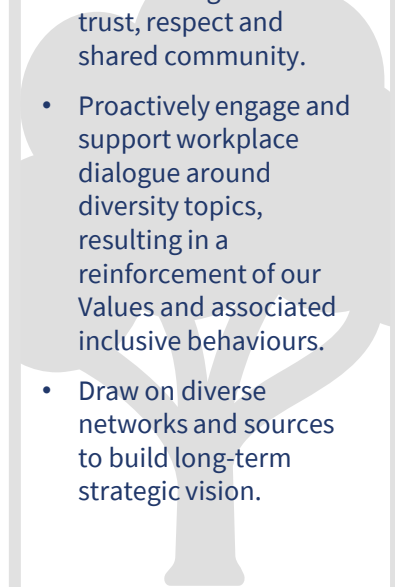 trust, respect and
shared community.
• Proactively engage and
support workplace
dialogue around
diversity topics,
resulting in a
reinforcement of our
Values and associated
inclusive behaviours.
• Draw on diverse
networks and sources
to build long-term
strategic vision.